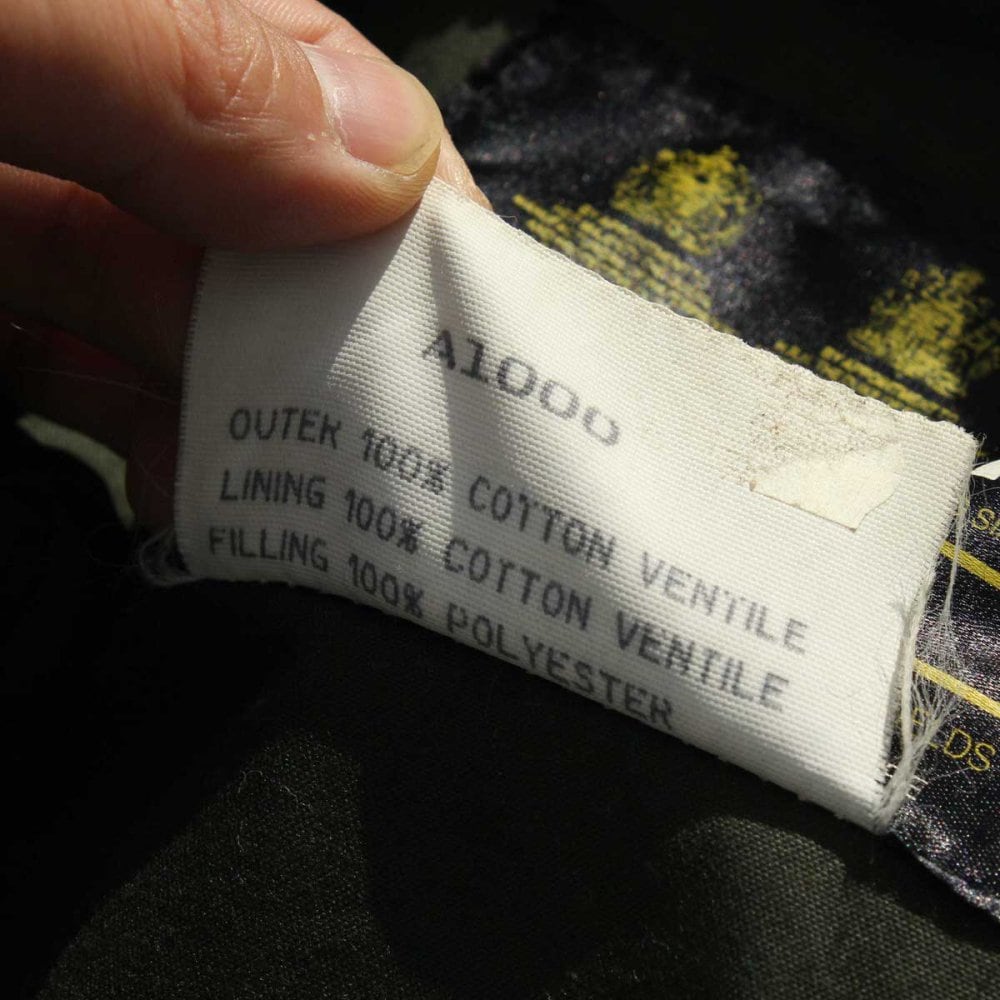 A1000
OUTER 100% COTTON VENTILE
LINING 100% COTTON VENTILE
FILLING 100% POLYESTER